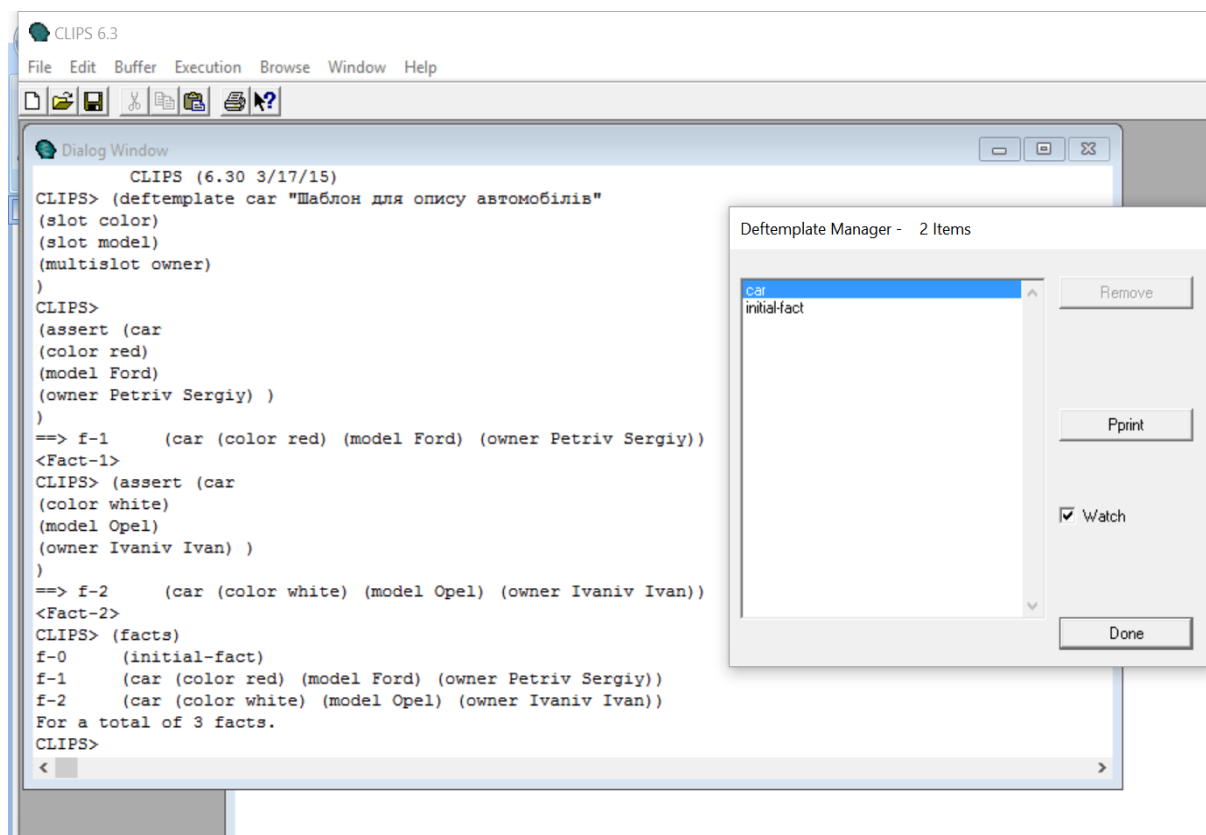 CLIPS 6.3
File Edit Buffer Execution Browse Window Help
Dialog Window
CLIPS (6.30 3/17/15)
CLIPS> (deftemplate car "Шаблон для опису автомобілів"
(slot color)
(slot model)
(multislot owner)
)
CLIPS>
(assert (car
(color red)
(model Ford)
(owner Petriv Sergiy) )
)
==> f-1     (car (color red) (model Ford) (owner Petriv Sergiy))
<Fact-1>
CLIPS> (assert (car
(color white)
(model Opel)
(owner Ivaniv Ivan) )
)
==> f-2     (car (color white) (model Opel) (owner Ivaniv Ivan))
<Fact-2>
CLIPS> (facts)
f-0     (initial-fact)
f-1     (car (color red) (model Ford) (owner Petriv Sergiy))
f-2     (car (color white) (model Opel) (owner Ivaniv Ivan))
For a total of 3 facts.
CLIPS>
Deftemplate Manager - 2 Items
car
initial-fact
Remove
Pprint
Watch
Done